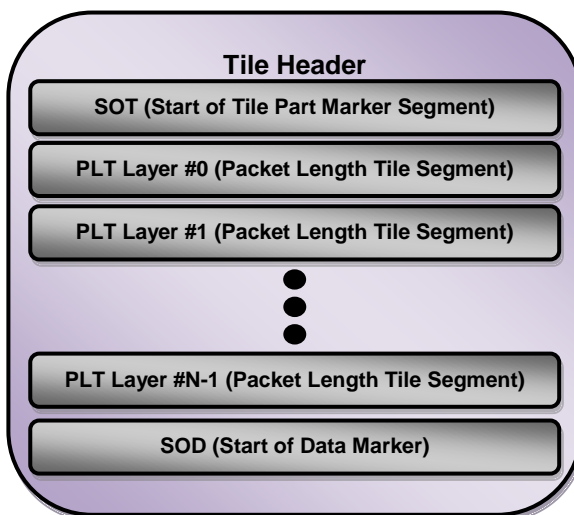 Tile Header
SOT (Start of Tile Part Marker Segment)
PLT Layer #0 (Packet Length Tile Segment)
PLT Layer #1 (Packet Length Tile Segment)
PLT Layer #N-1 (Packet Length Tile Segment)
SOD (Start of Data Marker)